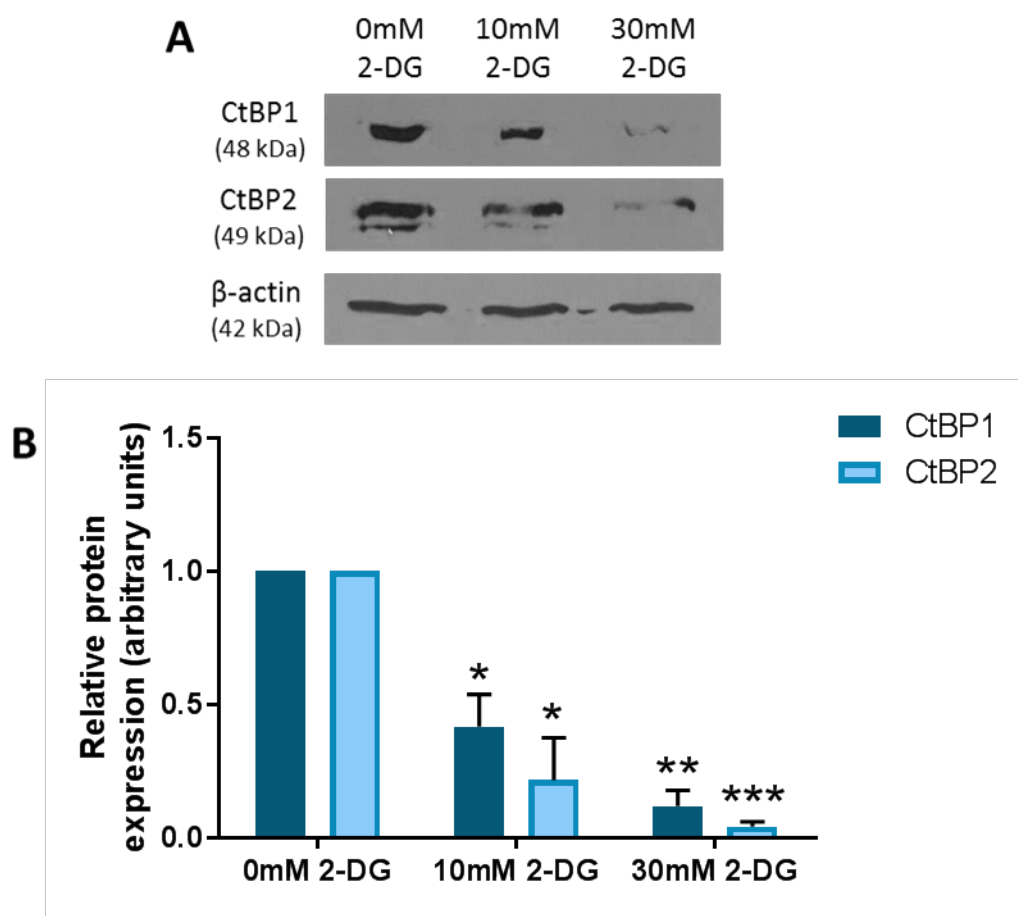 A
0mM 10mM 30mM
2-DG 2-DG 2-DG
CtBP1
(48 kDa)
CtBP2
(49 kDa)
β-actin
(42 kDa)
B
Relative protein
expression (arbitrary units)
1.5
1.0
0.5
0.0
* * ** ***
0mM 2-DG 10mM 2-DG 30mM 2-DG
CtBP1
CtBP2